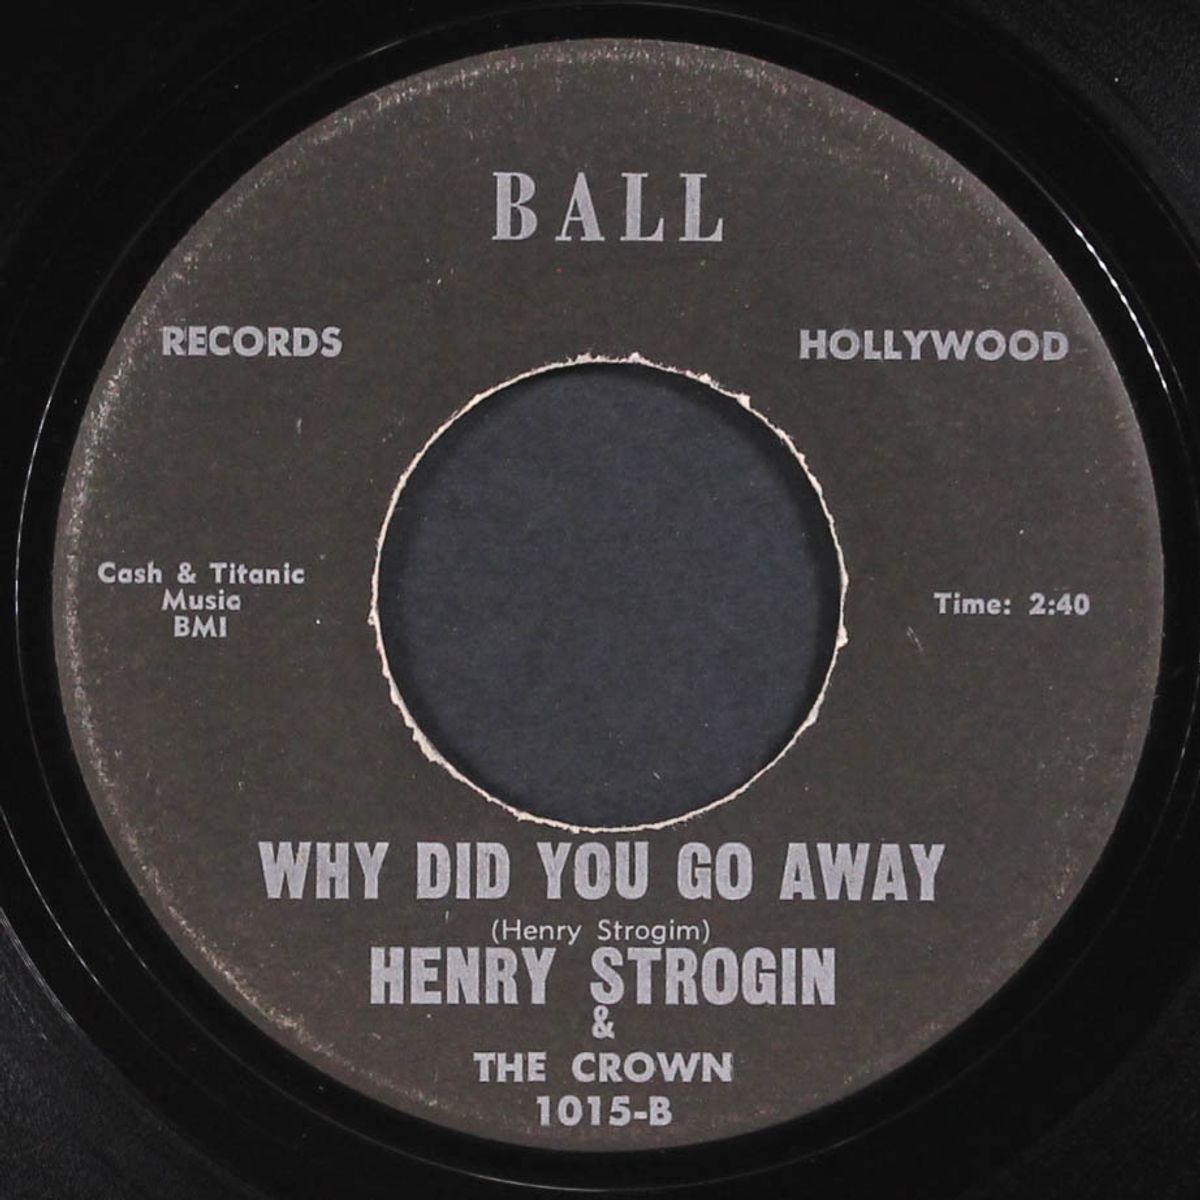 BALL
RECORDS
HOLLYWOOD
Cash & Titanic
Music
BMI
Time: 2:40
WHY DID YOU GO AWAY
(Henry Strogim)
HENRY STROGIN
&
THE CROWN
1015-B